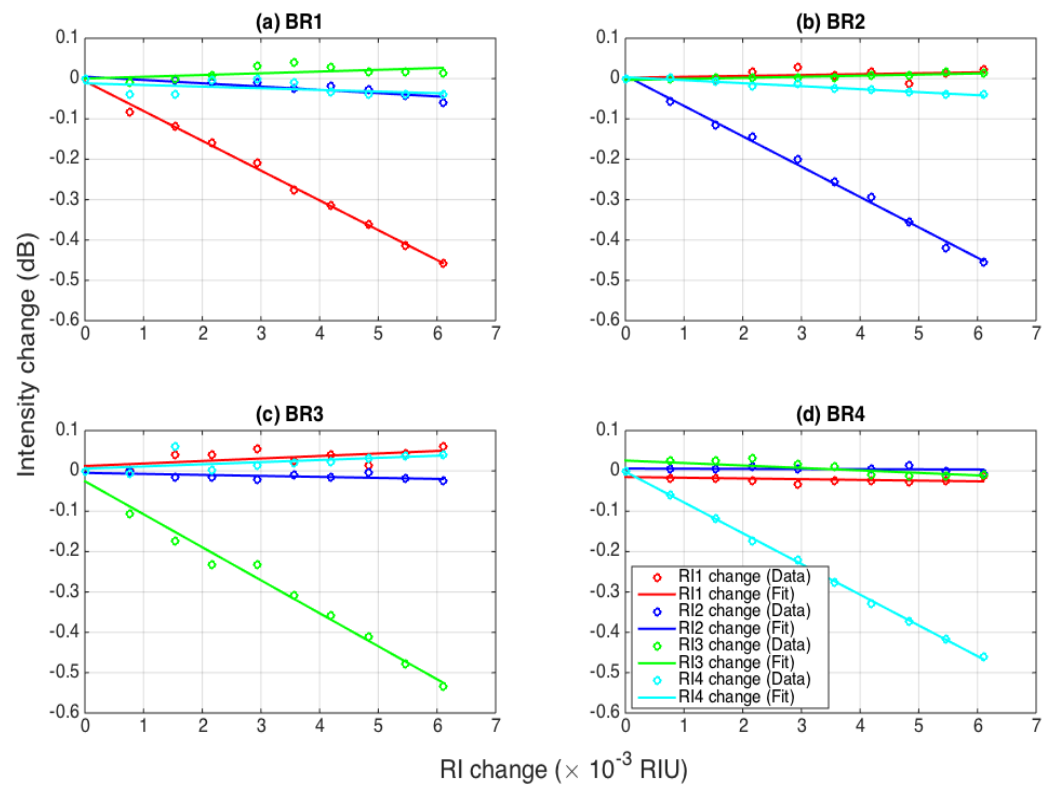 (a) BR1
0.1
0
-0.1
-0.2
-0.3
-0.4
-0.5
-0.6
0 1 2 3 4 5 6 7
(b) BR2
0.1
0
-0.1
-0.2
-0.3
-0.4
-0.5
-0.6
0 1 2 3 4 5 6 7
Intensity change (dB)
(c) BR3
0.1
0
-0.1
-0.2
-0.3
-0.4
-0.5
-0.6
0 1 2 3 4 5 6 7
(d) BR4
0.1
0
-0.1
-0.2
-0.3
-0.4
-0.5
-0.6
0 1 2 3 4 5 6 7
RI1 change (Data)
RI1 change (Fit)
RI2 change (Data)
RI2 change (Fit)
RI3 change (Data)
RI3 change (Fit)
RI4 change (Data)
RI4 change (Fit)
RI change (× 10⁻³ RIU)